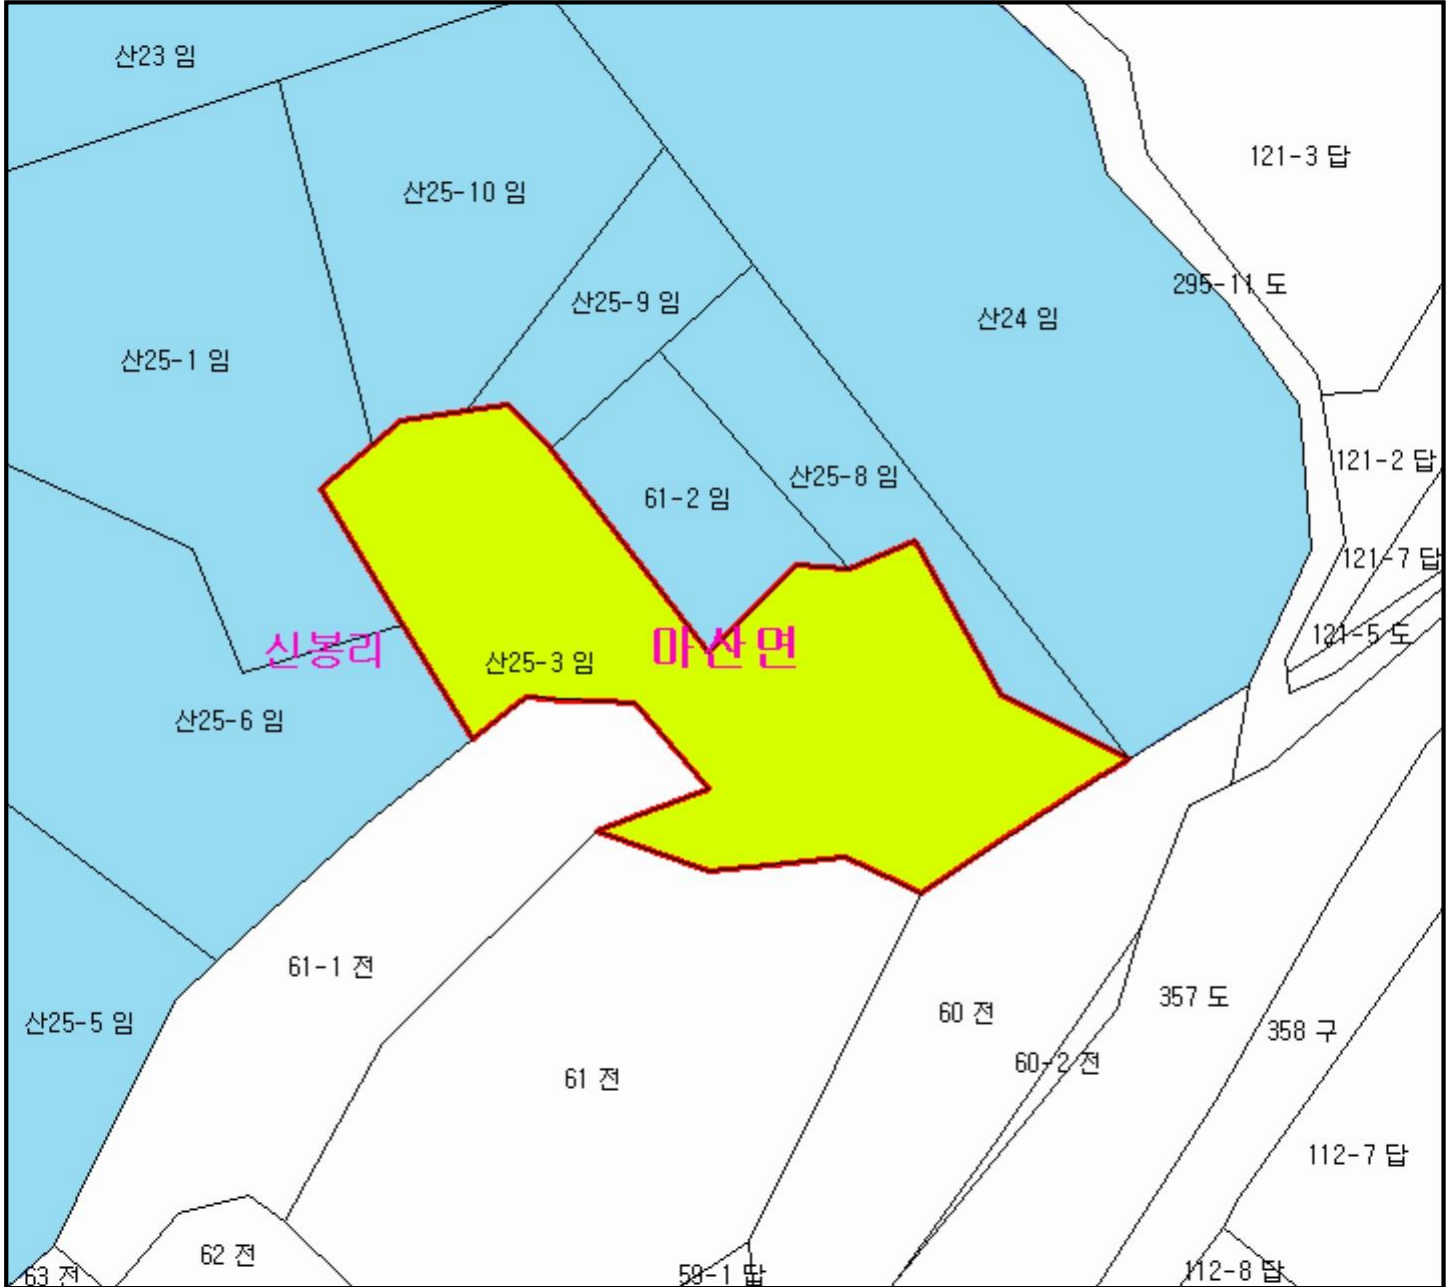 산23 임
121-3 답
산25-10 임
295-11 도
산25-9 임
산24 임
산25-1 임
121-2 답
산25-8 임
61-2 임
121-7 답
121-5 도
신봉리
마산면
산25-3 임
산25-6 임
61-1 전
357 도
60 전
산25-5 임
358 구
60-2 전
61 전
112-7 답
62 전
63 전
59-1 답
112-8 답